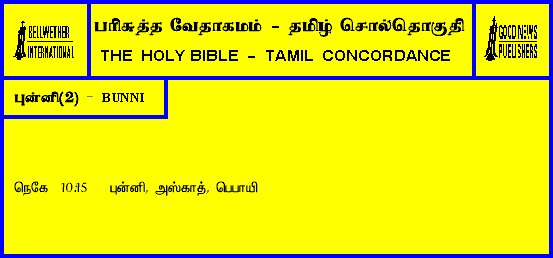 BELLWETHER
INTERNATIONAL
பரிசுத்த வேதாகமம் - தமிழ் சொல்தொகுதி
THE HOLY BIBLE - TAMIL CONCORDANCE
GOOD NEWS
PUBLISHERS
புன்னி(2) - BUNNI
நெகே 10:15 புன்னி, அஸ்காத், பெபாயி